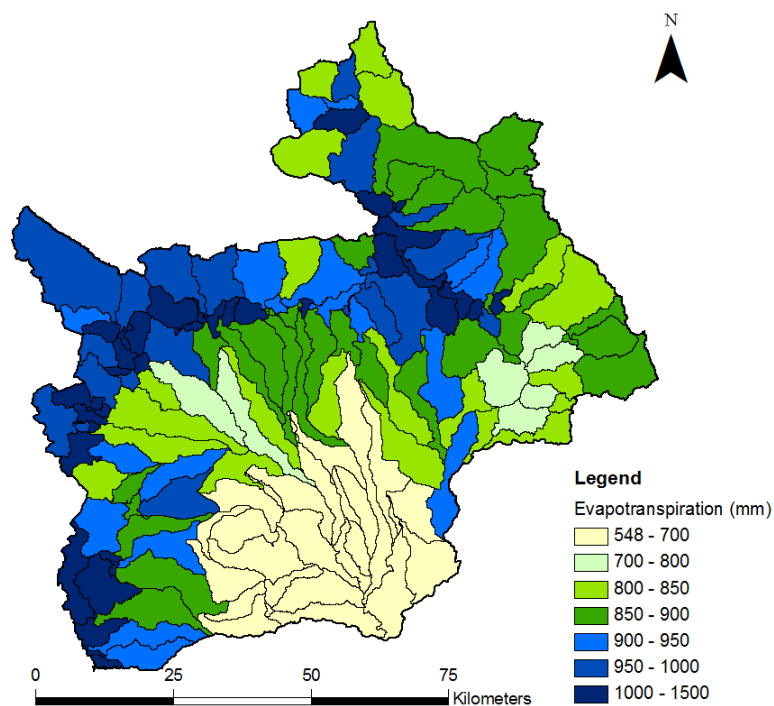 N
Legend
Evapotranspiration (mm)
548 - 700
700 - 800
800 - 850
850 - 900
900 - 950
950 - 1000
1000 - 1500
0 25 50 75
Kilometers